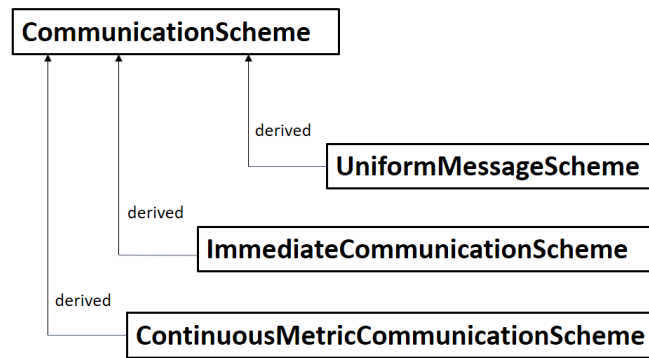 CommunicationScheme
derived
UniformMessageScheme
derived
ImmediateCommunicationScheme
derived
ContinuousMetricCommunicationScheme